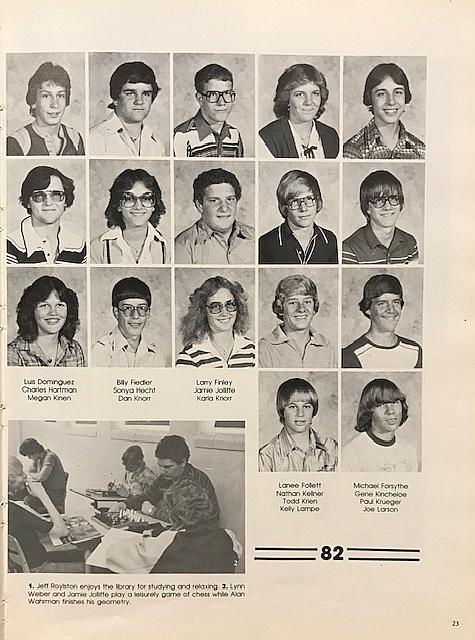 Luis Dominguez
Charles Hartman
Megan Kinen
Billy Fiedler
Sonya Hecht
Dan Knorr
Larry Finley
Jamie Jolliffe
Karla Knorr
Lanee Follett
Nathan Kellner
Todd Krien
Kelly Lampe
Michael Forsythe
Gene Kincheloe
Paul Krueger
Joe Larson
2
82
1. Jeff Roylston enjoys the library for studying and relaxing. 2. Lynn
Weber and Jamie Jolliffe play a leisurely game of chess while Alan
Wahrman finishes his geometry.
23